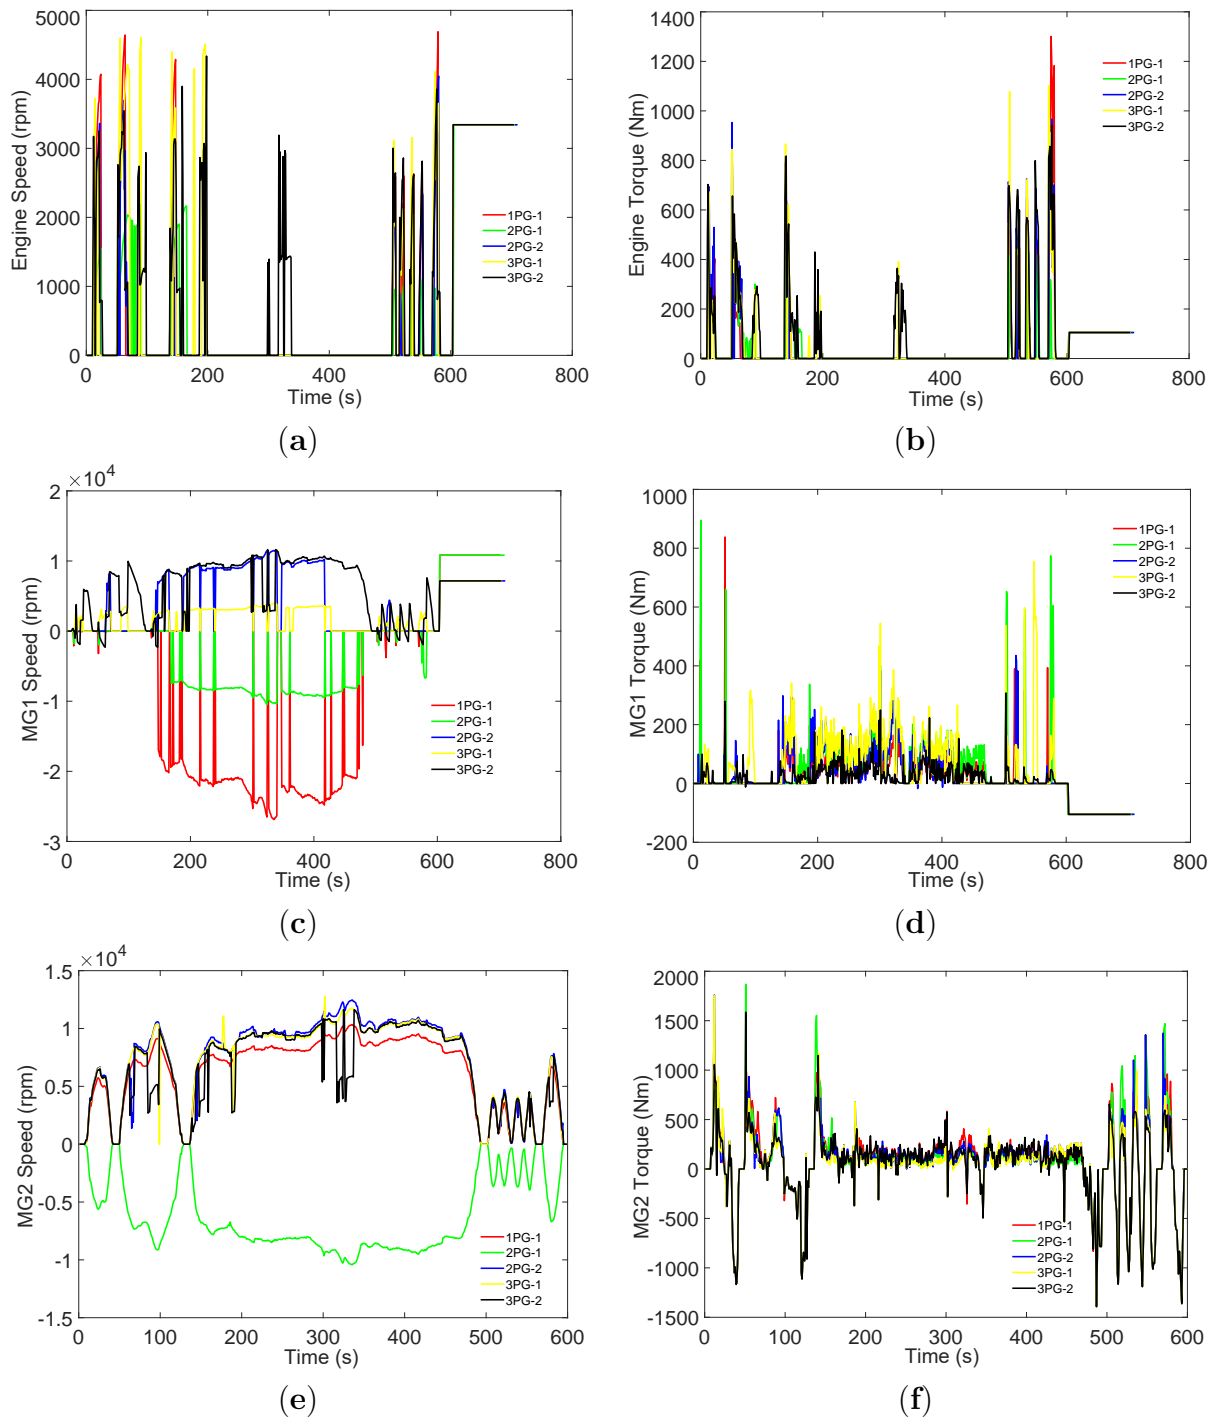 Engine Speed (rpm)
5000
4000
3000
2000
1000
0
0 200 400 600 800
Time (s)
1PG-1
2PG-1
2PG-2
3PG-1
3PG-2
(a)
Engine Torque (Nm)
1400
1200
1000
800
600
400
200
0
0 200 400 600 800
Time (s)
1PG-1
2PG-1
2PG-2
3PG-1
3PG-2
(b)
MG1 Speed (rpm)
×10⁴
2
1
0
-1
-2
-3
0 200 400 600 800
Time (s)
1PG-1
2PG-1
2PG-2
3PG-1
3PG-2
(c)
MG1 Torque (Nm)
1000
800
600
400
200
0
-200
0 200 400 600 800
Time (s)
1PG-1
2PG-1
2PG-2
3PG-1
3PG-2
(d)
MG2 Speed (rpm)
×10⁴
1.5
1
0.5
0
-0.5
-1
-1.5
0 100 200 300 400 500 600
Time (s)
1PG-1
2PG-1
2PG-2
3PG-1
3PG-2
(e)
MG2 Torque (Nm)
2000
1500
1000
500
0
-500
-1000
-1500
0 100 200 300 400 500 600
Time (s)
1PG-1
2PG-1
2PG-2
3PG-1
3PG-2
(f)